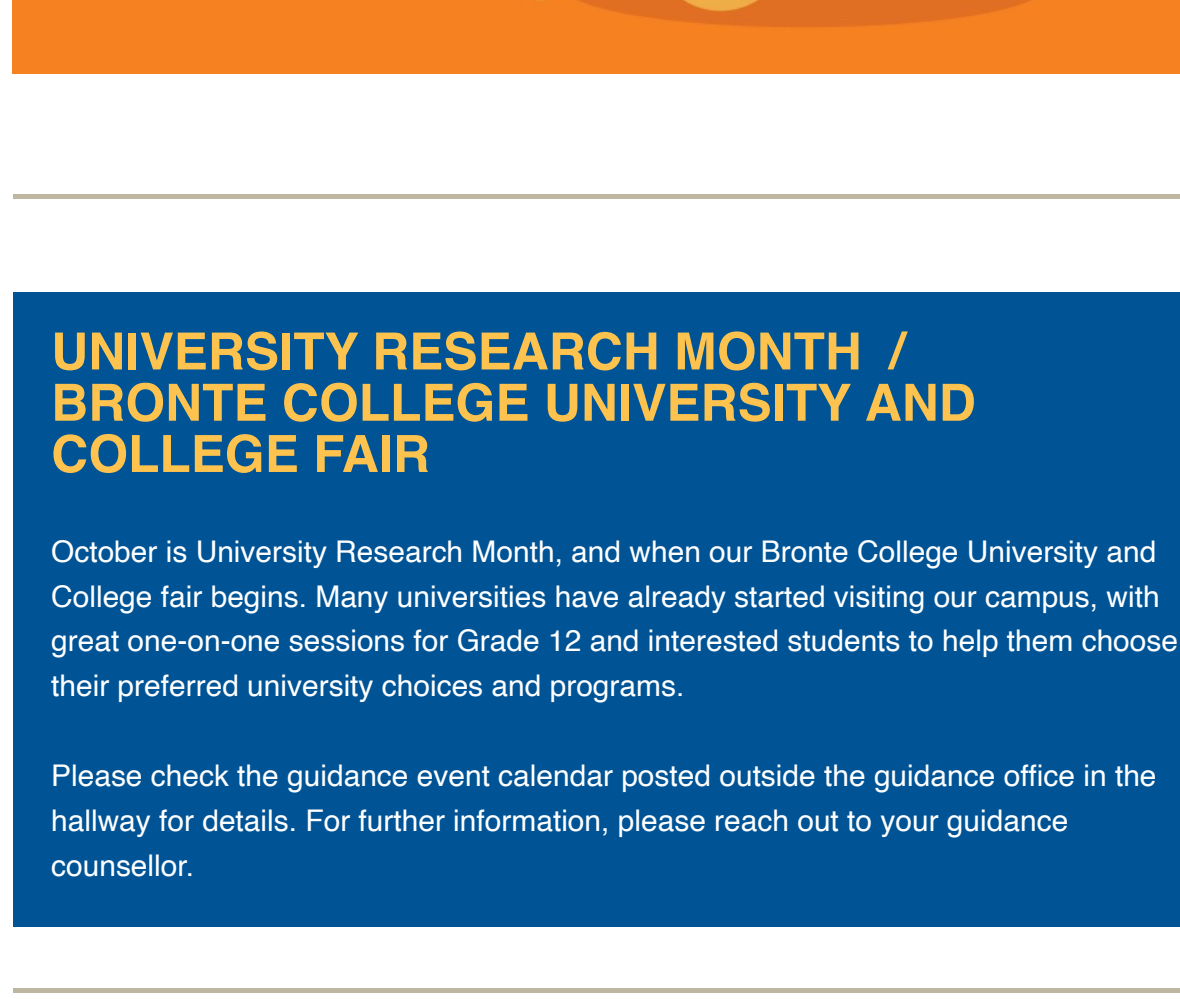 UNIVERSITY RESEARCH MONTH  /
BRONTE COLLEGE UNIVERSITY AND
COLLEGE FAIR
October is University Research Month, and when our Bronte College University and
College fair begins. Many universities have already started visiting our campus, with
great one-on-one sessions for Grade 12 and interested students to help them choose
their preferred university choices and programs.
Please check the guidance event calendar posted outside the guidance office in the
hallway for details. For further information, please reach out to your guidance
counsellor.